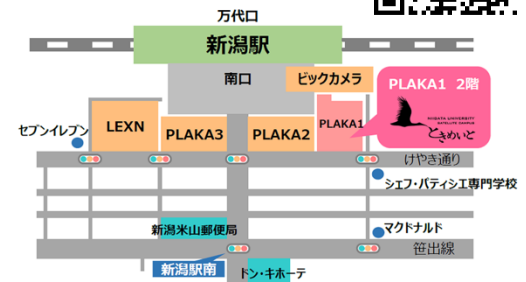 万代口
新潟駅
南口
ビックカメラ
PLAKA1 2階
NIIGATA UNIVERSITY
SATELLITE CAMPUS
ときめいと
LEXN
PLAKA3
PLAKA2
PLAKA1
セブンイレブン
けやき通り
シェフ・パティシエ専門学校
新潟米山郵便局
マクドナルド
笹出線
新潟駅南
ドン・キホーテ